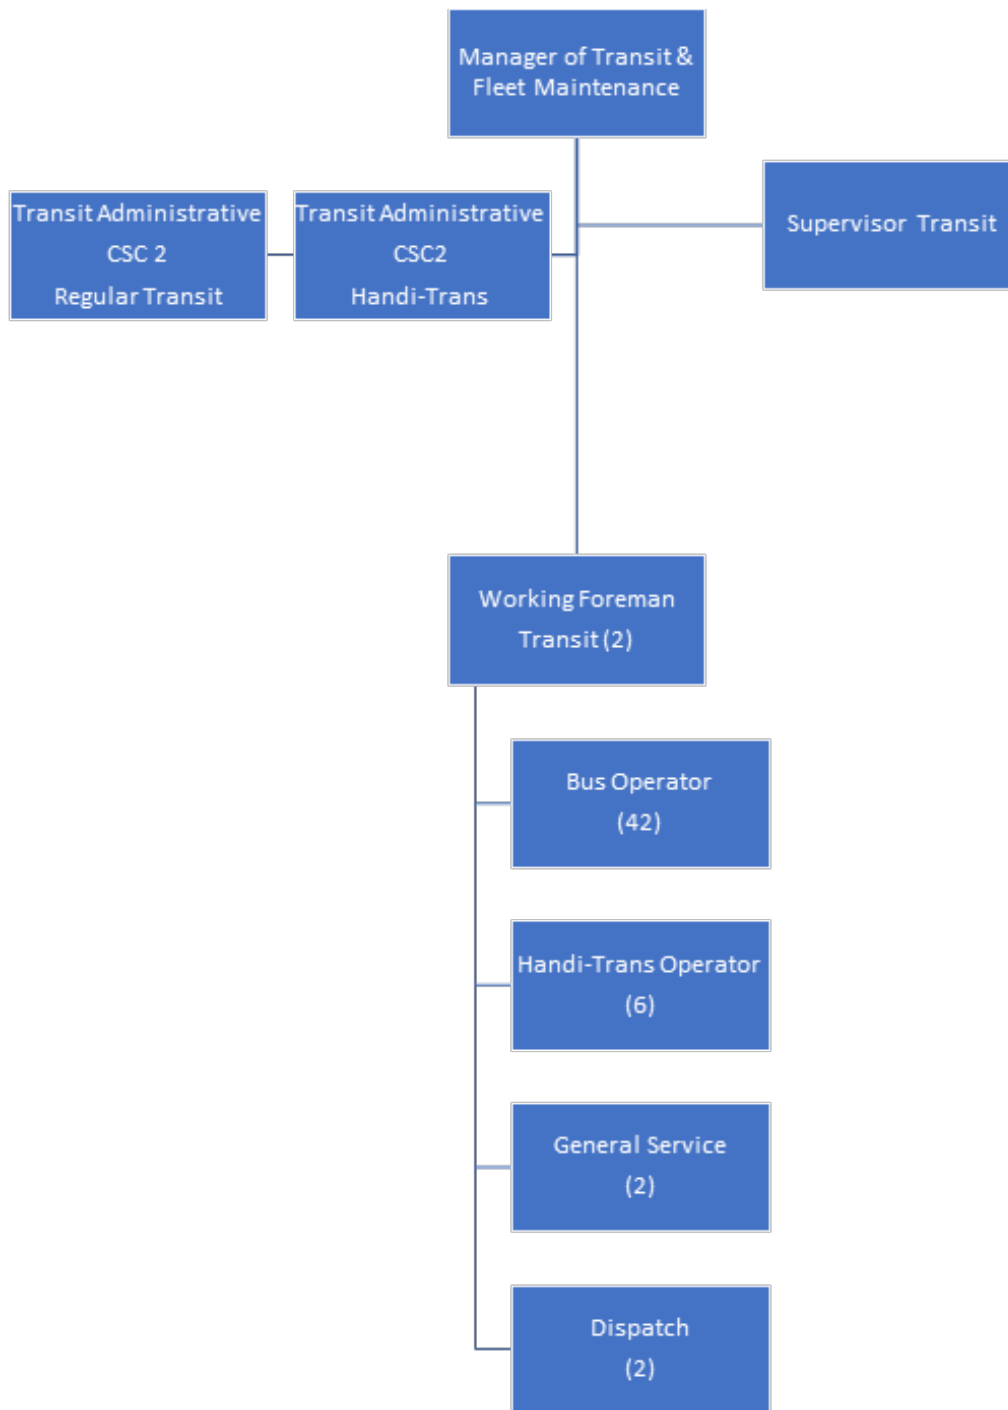 Manager of Transit &
Fleet Maintenance
Supervisor Transit
Transit Administrative
CSC 2
Regular Transit
Transit Administrative
CSC2
Handi-Trans
Working Foreman
Transit (2)
Bus Operator
(42)
Handi-Trans Operator
(6)
General Service
(2)
Dispatch
(2)